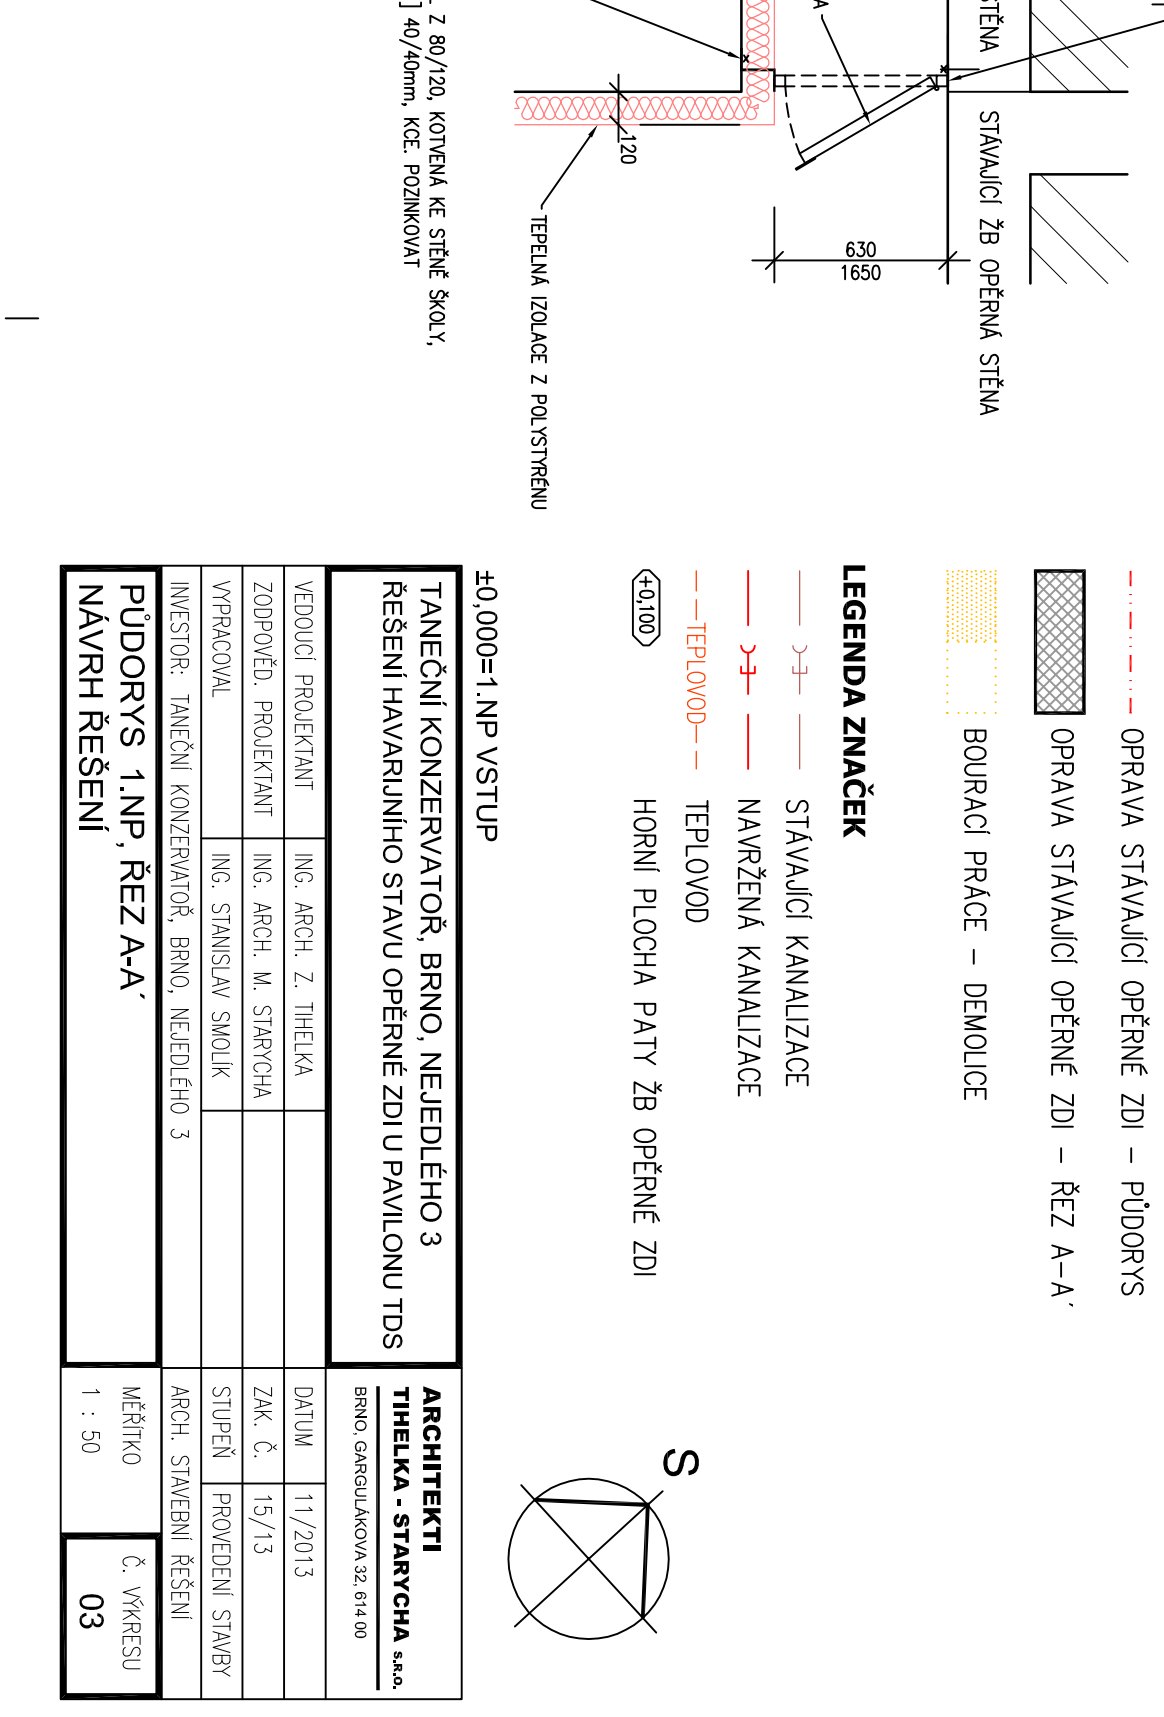 Z 80/120, KOTVENÁ KE STĚNĚ ŠKOLY,
] 40/40mm, KCE. POZINKOVAT
120
TEPELNÁ IZOLACE Z POLYSTYRÉNU
630
1650
A
STĚNA
STÁVAJÍCÍ ŽB OPĚRNÁ STĚNA
OPRAVA STÁVAJÍCÍ OPĚRNÉ ZDI – PŮDORYS
OPRAVA STÁVAJÍCÍ OPĚRNÉ ZDI – ŘEZ A–A´
BOURACÍ PRÁCE – DEMOLICE
LEGENDA ZNAČEK
STÁVAJÍCÍ KANALIZACE
NAVRŽENÁ KANALIZACE
TEPLOVOD
TEPLOVOD
+0,100
HORNÍ PLOCHA PATY ŽB OPĚRNÉ ZDI
±0,000=1.NP VSTUP
S
TANEČNÍ KONZERVATOŘ, BRNO, NEJEDLÉHO 3
ŘEŠENÍ HAVARIJNÍHO STAVU OPĚRNÉ ZDI U PAVILONU TDS
ARCHITEKTI
TIHELKA - STARYCHA s.r.o.
BRNO, GARGULÁKOVA 32, 614 00
VEDOUCÍ PROJEKTANT ING. ARCH. Z. TIHELKA DATUM 11/2013
ZODPOVĚD. PROJEKTANT ING. ARCH. M. STARYCHA ZAK. Č. 15/13
VYPRACOVAL ING. STANISLAV SMOLÍK STUPEŇ PROVEDENÍ STAVBY
INVESTOR: TANEČNÍ KONZERVATOŘ, BRNO, NEJEDLÉHO 3 ARCH. STAVEBNÍ ŘEŠENÍ
PŮDORYS 1.NP, ŘEZ A-A´
NÁVRH ŘEŠENÍ
MĚŘÍTKO
1 : 50
Č. VÝKRESU
03